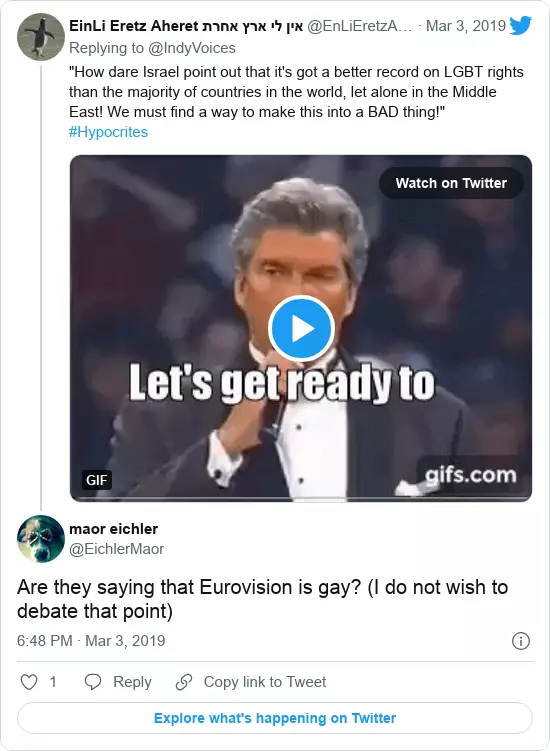 EinLi Eretz Aheret אין לי ארץ אחרת @EnLiEretzA... · Mar 3, 2019
Replying to @IndyVoices
"How dare Israel point out that it's got a better record on LGBT rights
than the majority of countries in the world, let alone in the Middle
East! We must find a way to make this into a BAD thing!"
#Hypocrites
Watch on Twitter
Let's get ready to
GIF
gifs.com
maor eichler
@EichlerMaor
Are they saying that Eurovision is gay? (I do not wish to
debate that point)
6:48 PM · Mar 3, 2019
1 Reply Copy link to Tweet
Explore what's happening on Twitter